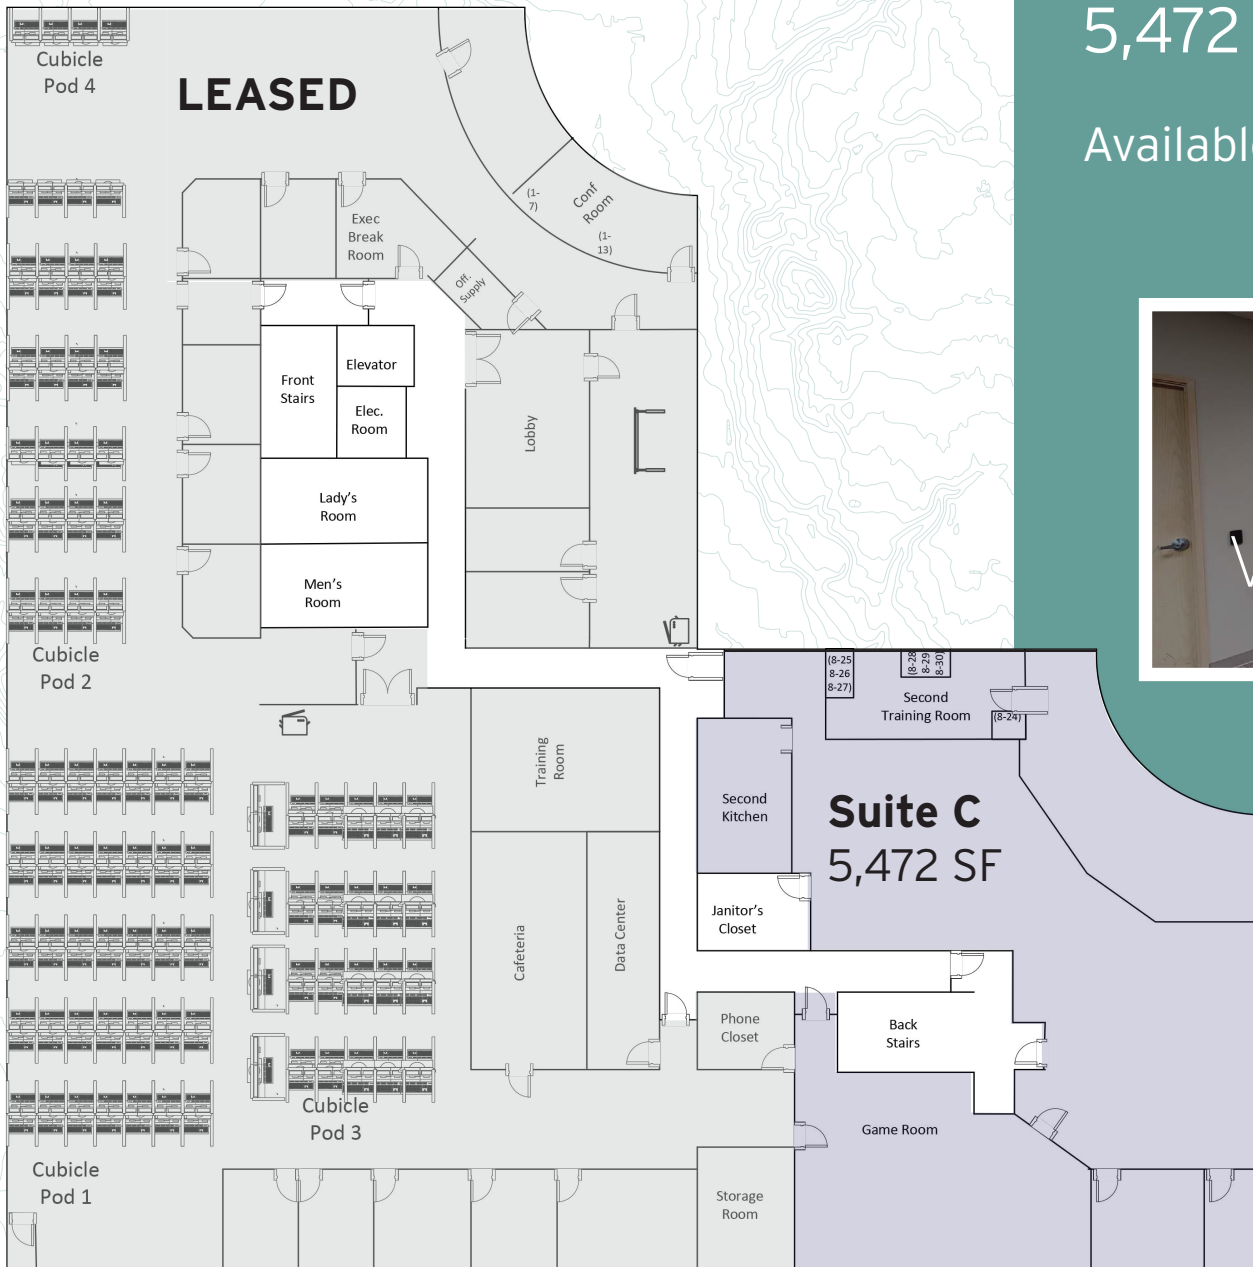 5,472
Available
Cubicle
Pod 4
LEASED
(1-
7)
Conf
Room
(1-
13)
Exec
Break
Room
Off.
Supply
Front
Stairs
Elevator
Elec.
Room
Lobby
Lady's
Room
Men's
Room
Cubicle
Pod 2
(8-25
8-26
8-27)
(8-28
8-29
8-30)
Second
Training Room
(8-24)
Training
Room
Second
Kitchen
Suite C
5,472 SF
Janitor's
Closet
Cafeteria
Data Center
Phone
Closet
Back
Stairs
Cubicle
Pod 3
Game Room
Cubicle
Pod 1
Storage
Room